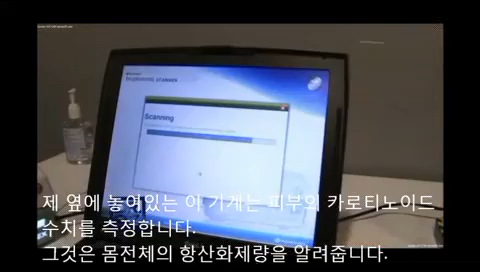 Scanning
제 옆에 놓여있는 이 기계는 피부의 카로티노이드
수치를 측정합니다.
그것은 몸전체의 항산화제량을 알려줍니다.